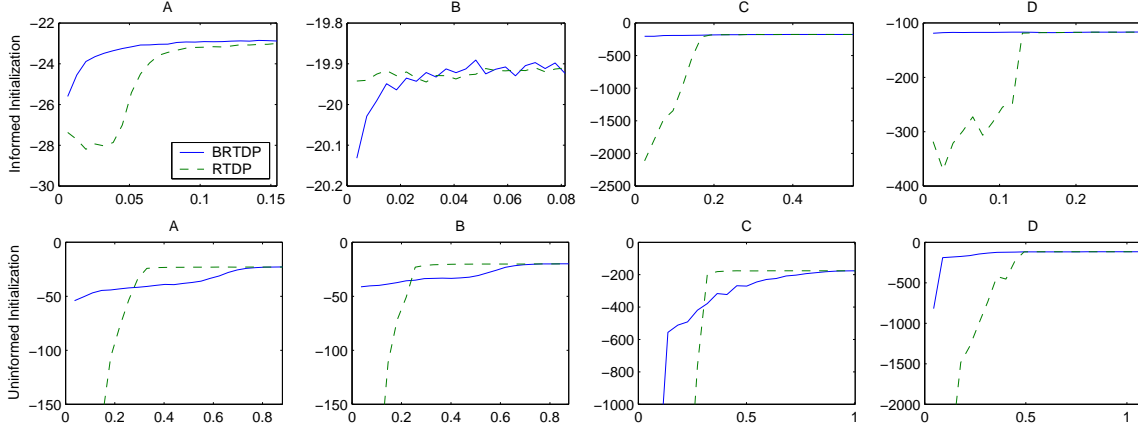 A B C D
Informed Initialization
−22 −19.8 0 −100
−23 −500
−24 −19.9 −1000 −200
−25
−26 −20
−27 −1500 −300
−28 BRTDP −20.1 −2000
−29 RTDP
−30 −20.2 −2500 −400
0 0.05 0.1 0.15 0 0.02 0.04 0.06 0.08 0 0.2 0.4 0 0.1 0.2
A B C D
Uninformed Initialization
0 0 0 0
−200 −500
−50 −50 −400 −1000
−100 −100 −600
−800 −1500
−150 −150 −1000 −2000
0 0.2 0.4 0.6 0.8 0 0.2 0.4 0.6 0.8 0 0.5 1 0 0.5 1